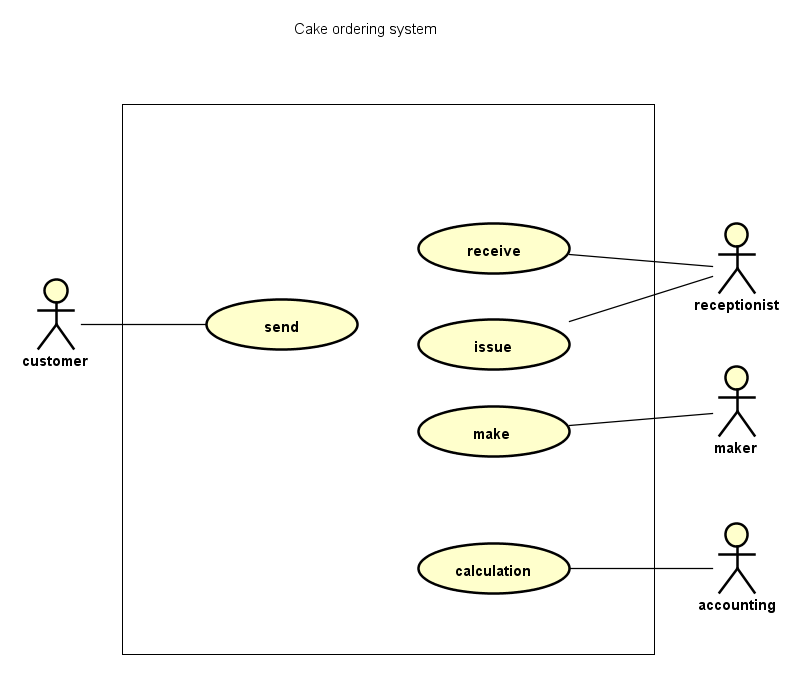 Cake ordering system
receive
receptionist
send
customer
issue
make
maker
calculation
accounting